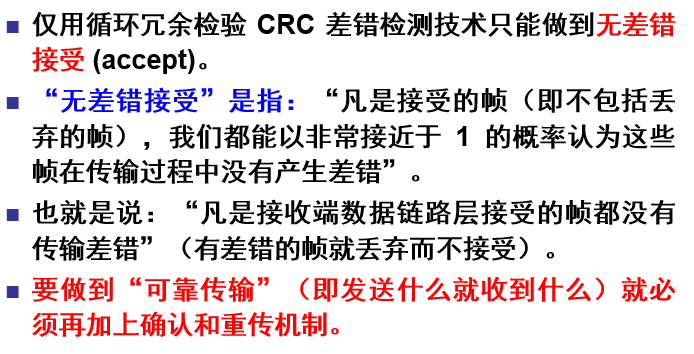 仅用循环冗余检验 CRC 差错检测技术只能做到无差错
接受 (accept)。
“无差错接受”是指：“凡是接受的帧（即不包括丢
弃的帧），我们都能以非常接近于 1 的概率认为这些
帧在传输过程中没有产生差错”。
也就是说：“凡是接收端数据链路层接受的帧都没有
传输差错”（有差错的帧就丢弃而不接受）。
要做到“可靠传输”（即发送什么就收到什么）就必
须再加上确认和重传机制。